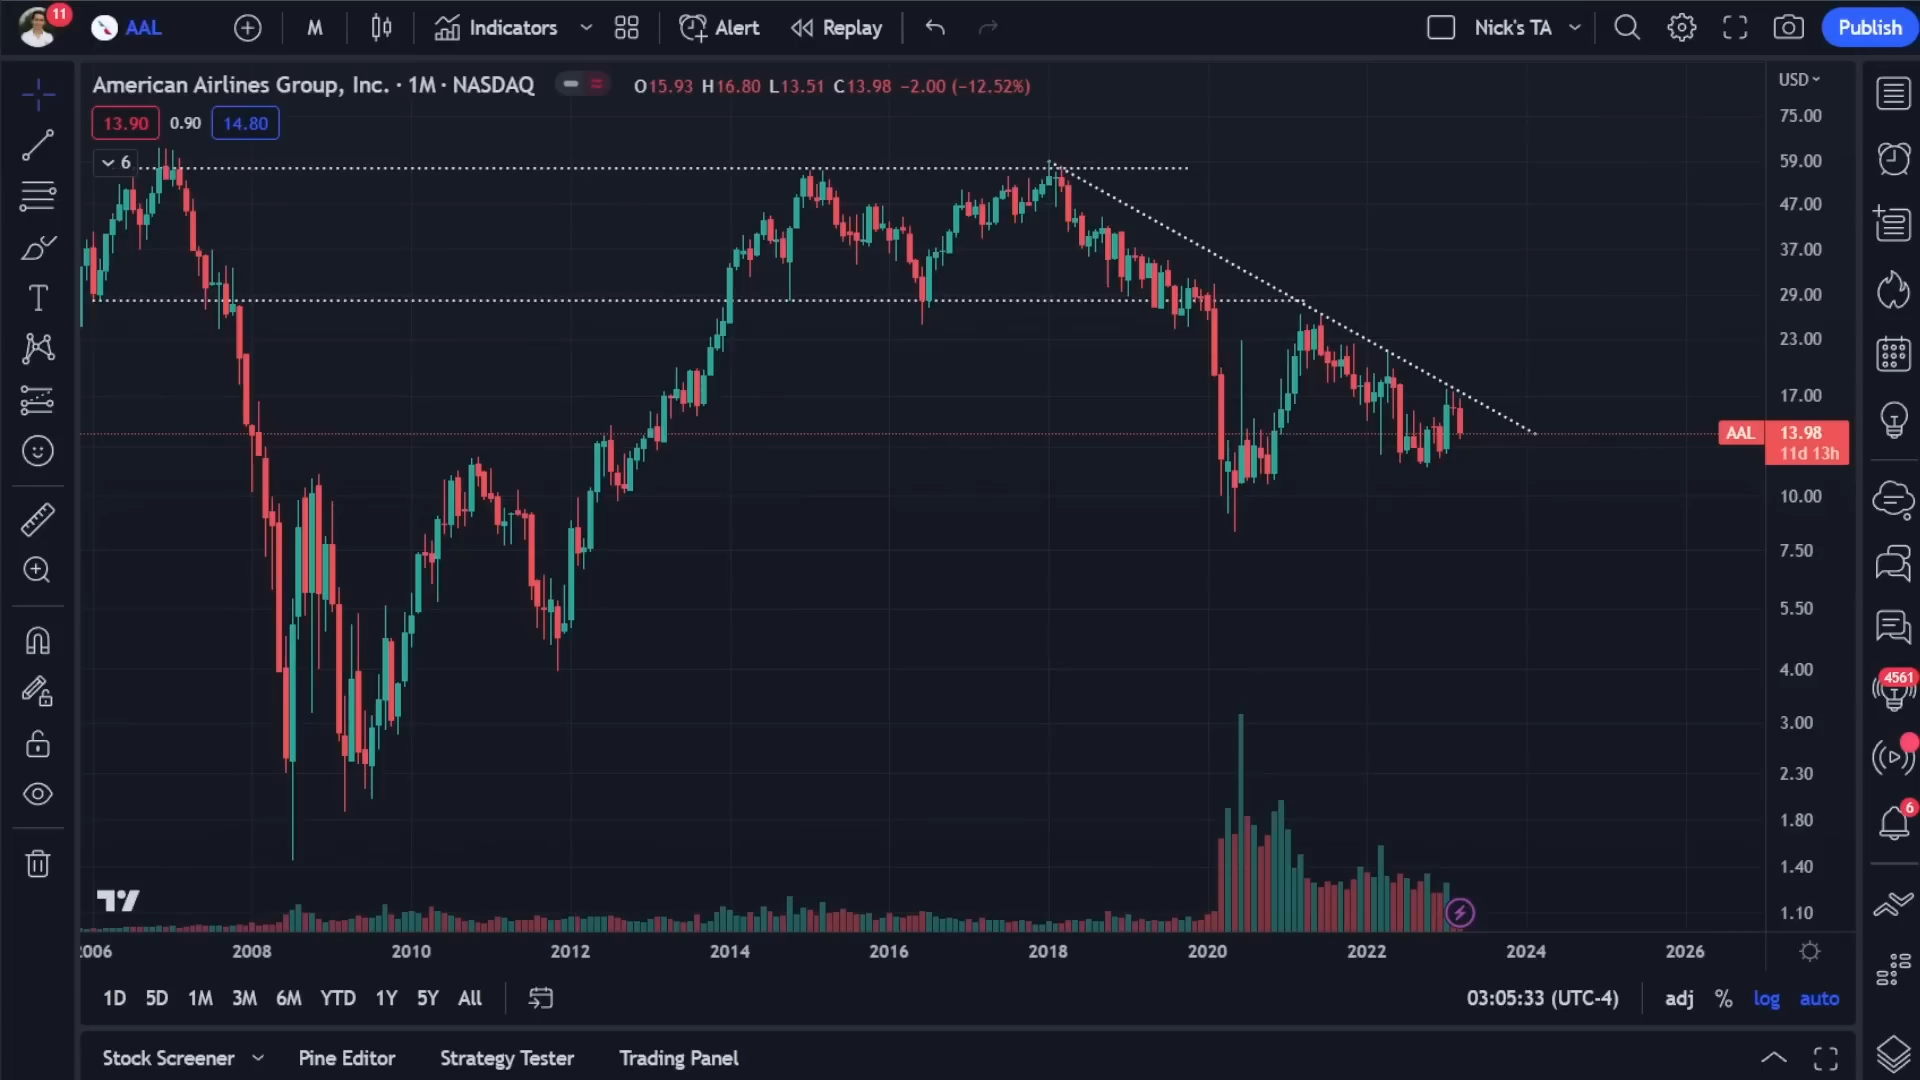 11
AAL
M
Indicators
Alert
Replay
Nick's TA
Publish
American Airlines Group, Inc. · 1M · NASDAQ
O15.93 H16.80 L13.51 C13.98 −2.00 (−12.52%)
USD
13.90 0.90 14.80
6
75.00
59.00
47.00
37.00
29.00
23.00
17.00
AAL 13.98
11d 13h
10.00
7.50
5.50
4.00
3.00
2.30
1.80
1.40
1.10
4561
6
2006 2008 2010 2012 2014 2016 2018 2020 2022 2024 2026
1D 5D 1M 3M 6M YTD 1Y 5Y All
03:05:33 (UTC-4)
adj % log auto
Stock Screener Pine Editor Strategy Tester Trading Panel